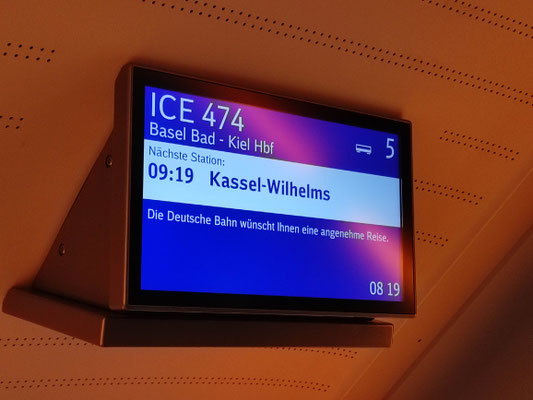 ICE 474
Basel Bad - Kiel Hbf
5
Nächste Station:
09:19 Kassel-Wilhelms
Die Deutsche Bahn wünscht Ihnen eine angenehme Reise.
08 19